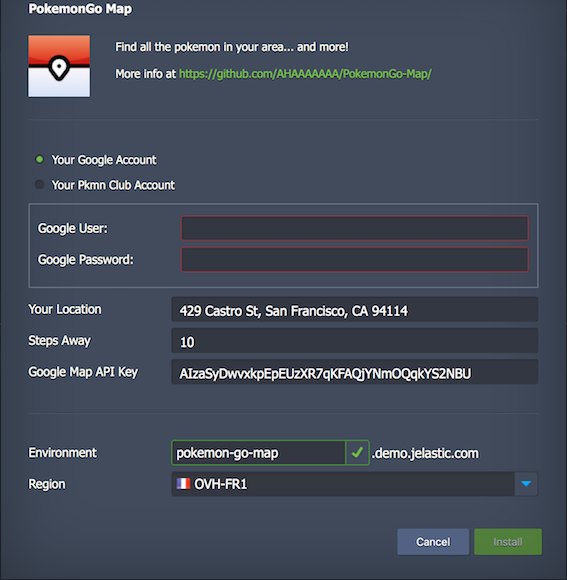 PokemonGo Map
Find all the pokemon in your area... and more!
More info at https://github.com/AHAAAAAAA/PokemonGo-Map/
Your Google Account
Your Pkmn Club Account
Google User:
Google Password:
Your Location 429 Castro St, San Francisco, CA 94114
Steps Away 10
Google Map API Key AIzaSyDwvxkpEpEUzXR7qKFAQjYNmOQqkYS2NBU
Environment pokemon-go-map .demo.jelastic.com
Region OVH-FR1
Cancel Install